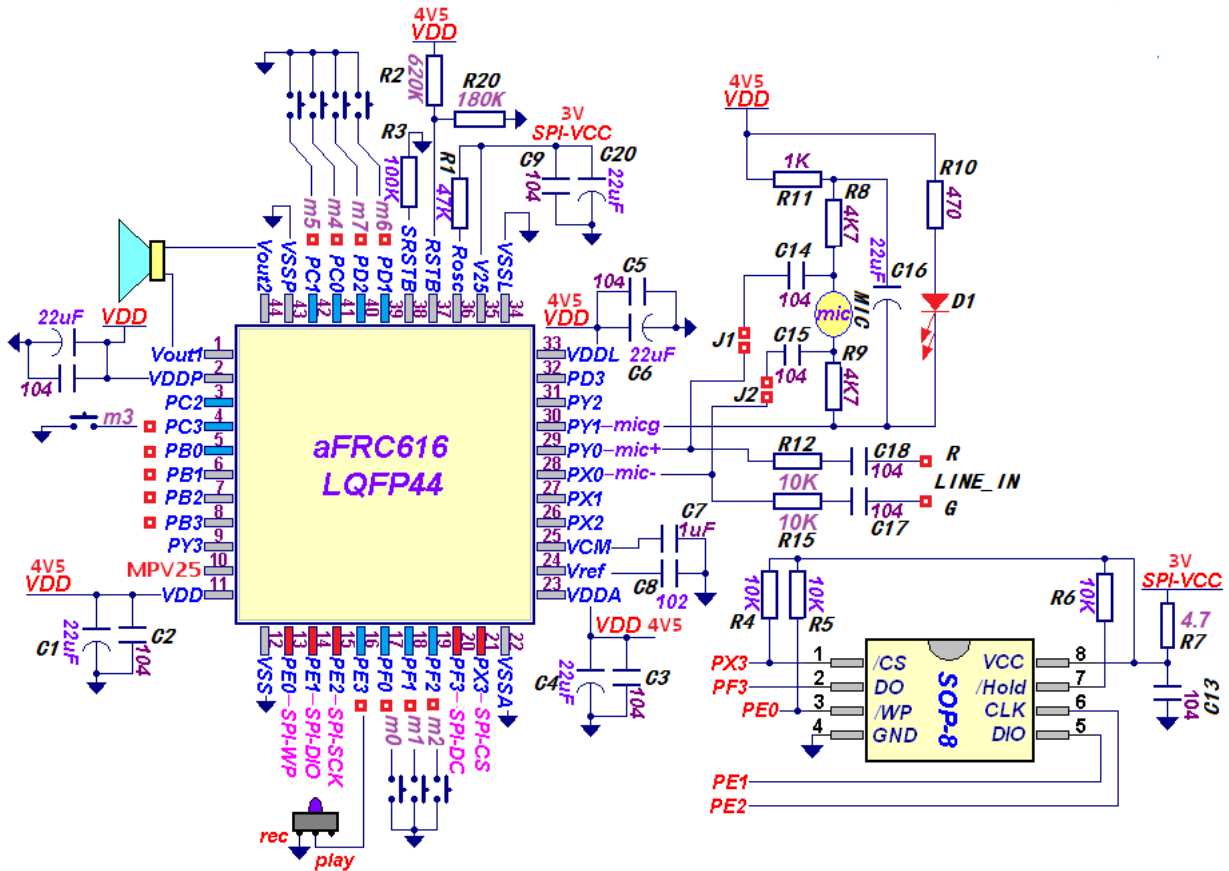 4V5
VDD
R2
620K
R20
180K
3V
SPI-VCC
R3
100K
R1
47K
C9
104
C20
22uF
m5
m4
m7
m6
Vout2
VSSP
PC1
PC0
PD2
PD1
SRSTB
RSTB
Rosc
V25
VSSL
44
43
42
41
40
39
38
37
36
35
34
4V5
VDD
1K
R11
R8
4K7
R10
470
22uF
C16
C14
104
MIC
mic
D1
J1
C15
104
J2
R9
4K7
4V5
VDD
C5
104
22uF
C6
22uF
VDD
104
Vout1
1
VDDP
2
PC2
3
m3
PC3
4
PB0
5
PB1
6
PB2
7
PB3
8
PY3
9
MPV25
10
VDD
11
aFRC616
LQFP44
33
VDDL
32
PD3
31
PY2
30
PY1-micg
29
PY0-mic+
28
PX0-mic-
27
PX1
26
PX2
25
VCM
24
Vref
23
VDDA
R12
10K
C18
104
R
LINE_IN
G
10K
R15
104
C17
C7
1uF
C8
102
4V5
VDD
C1
22uF
C2
104
12
13
14
15
16
17
18
19
20
21
22
VSS
PE0-SPI-WP
PE1-SPI-DIO
PE2-SPI-SCK
PE3
PF0
PF1
PF2
PF3-SPI-DC
PX3-SPI-CS
VSSA
m0
m1
m2
VDD 4V5
C4
22uF
C3
104
rec
play
10K
R4
10K
R5
R6
10K
3V
SPI-VCC
4.7
R7
C13
104
PX3
1
/CS
VCC
8
PF3
2
DO
/Hold
7
PE0
3
/WP
CLK
6
4
GND
DIO
5
SOP-8
PE1
PE2